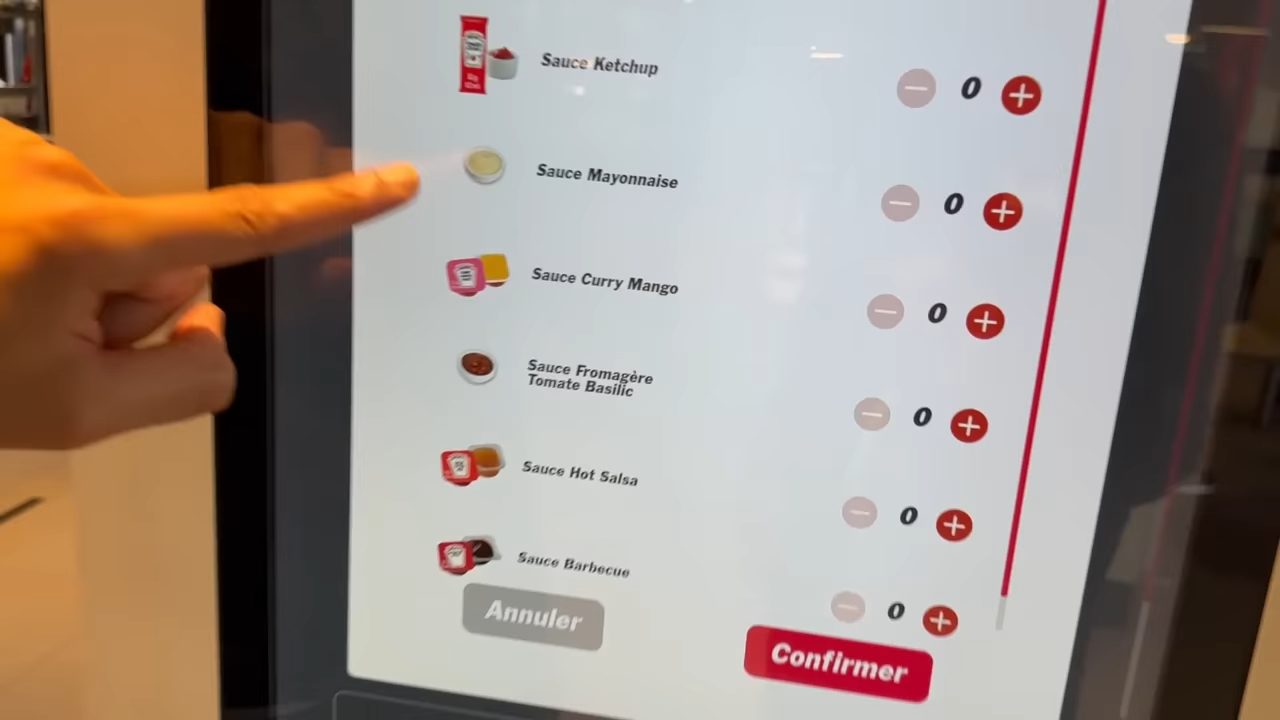 Sauce Ketchup
0
Sauce Mayonnaise
0
Sauce Curry Mango
0
Sauce Fromagère
Tomate Basilic
0
Sauce Hot Salsa
0
Sauce Barbecue
0
Annuler
Confirmer